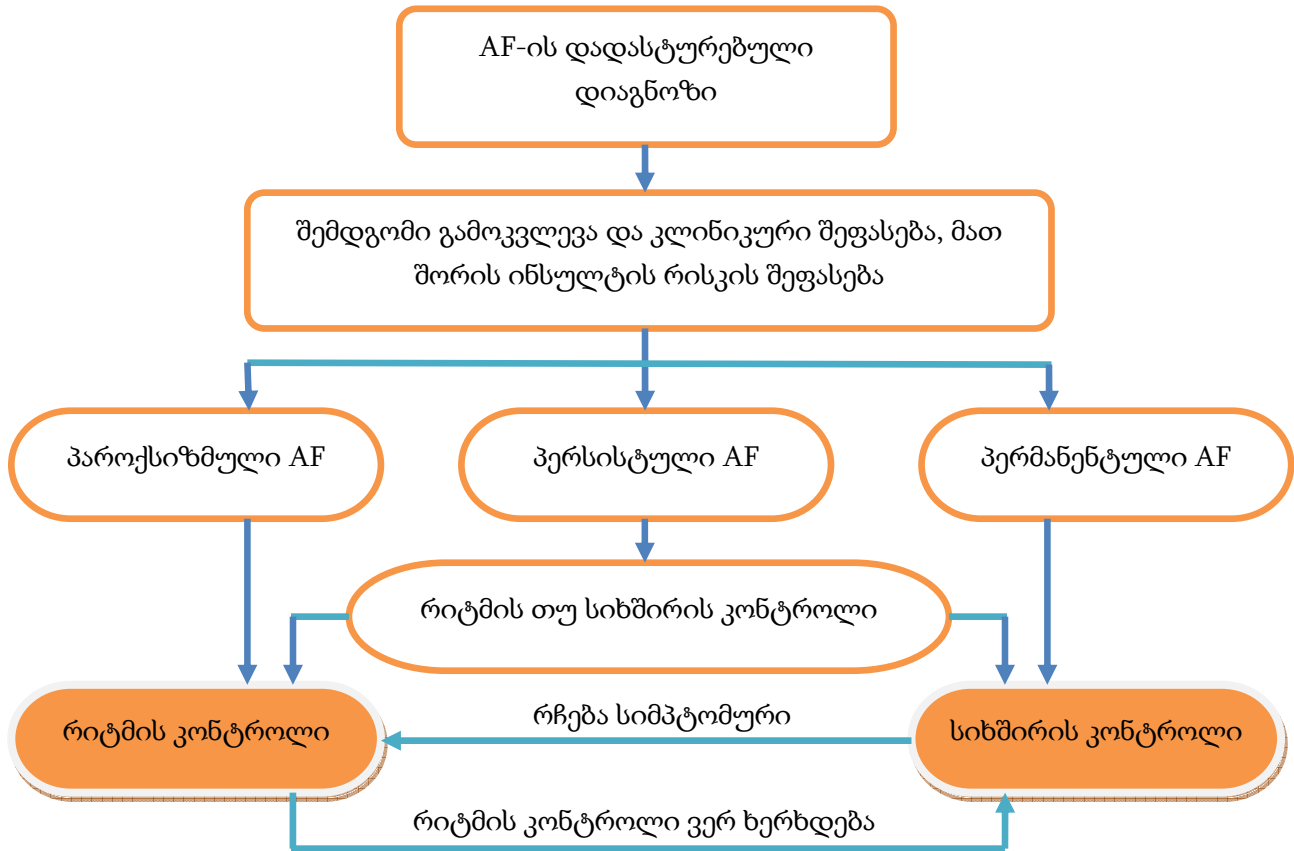 AF-ის დადასტურებული
დიაგნოზი
შემდგომი გამოკვლევა და კლინიკური შეფასება, მათ
შორის ინსულტის რისკის შეფასება
პაროქსიზმული AF
პერსისტული AF
პერმანენტული AF
რიტმის თუ სიხშირის კონტროლი
რიტმის კონტროლი
რჩება სიმპტომური
სიხშირის კონტროლი
რიტმის კონტროლი ვერ ხერხდება